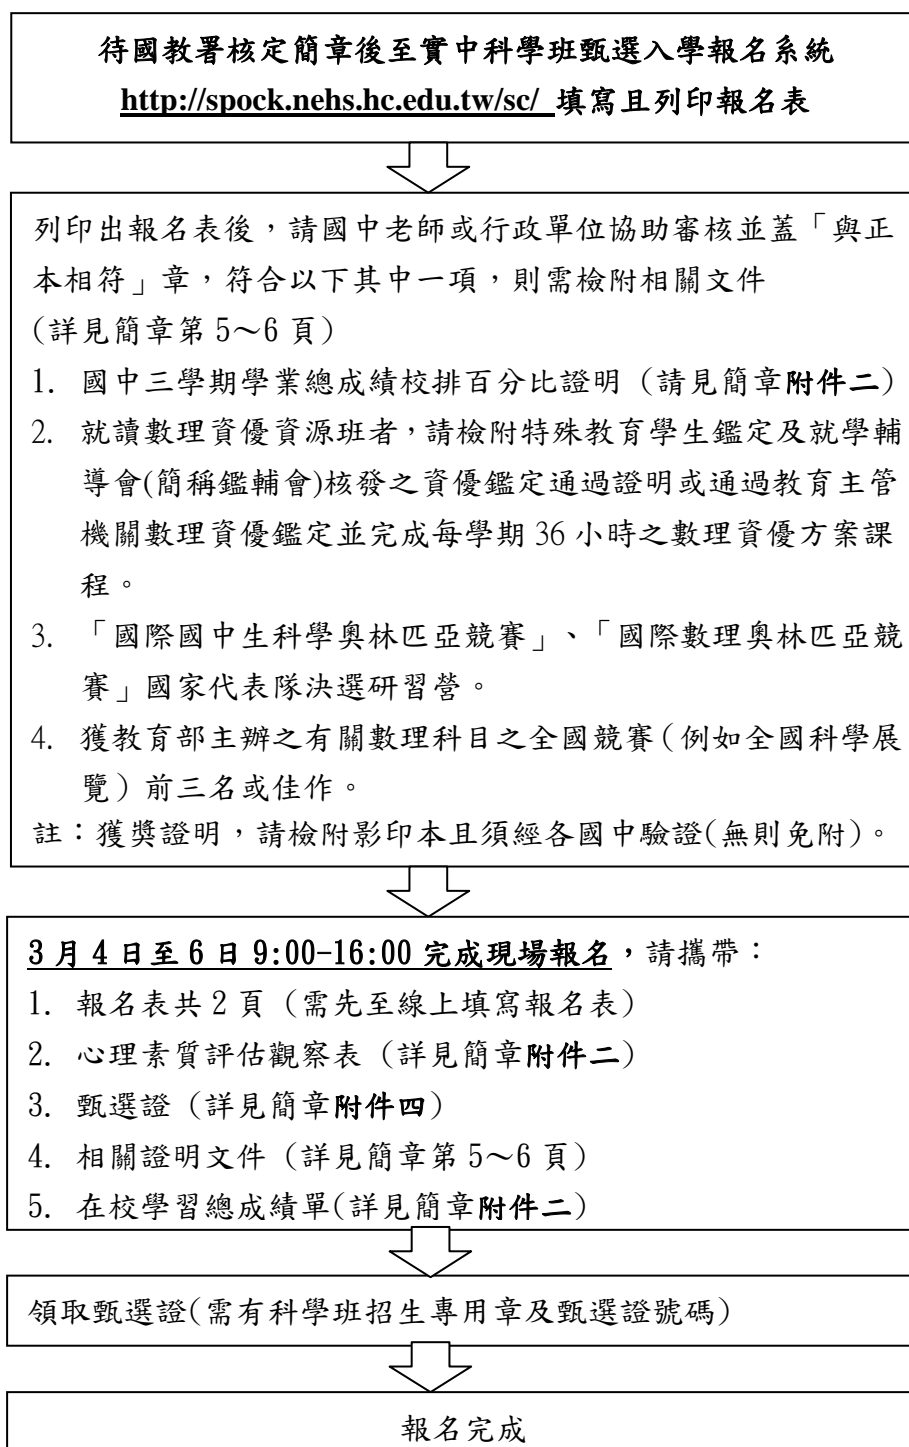 待國教署核定簡章後至實中科學班甄選入學報名系統
http://spock.nehs.hc.edu.tw/sc/ 填寫且列印報名表
列印出報名表後，請國中老師或行政單位協助審核並蓋「與正
本相符」章，符合以下其中一項，則需檢附相關文件
(詳見簡章第 5～6 頁)
1. 國中三學期學業總成績校排百分比證明（請見簡章附件二）
2. 就讀數理資優資源班者，請檢附特殊教育學生鑑定及就學輔
導會(簡稱鑑輔會)核發之資優鑑定通過證明或通過教育主管
機關數理資優鑑定並完成每學期 36 小時之數理資優方案課
程。
3. 「國際國中生科學奧林匹亞競賽」、「國際數理奧林匹亞競
賽」國家代表隊決選研習營。
4. 獲教育部主辦之有關數理科目之全國競賽（例如全國科學展
覽）前三名或佳作。
註：獲獎證明，請檢附影印本且須經各國中驗證(無則免附)。
3 月 4 日至 6 日 9:00-16:00 完成現場報名，請攜帶：
1. 報名表共 2 頁（需先至線上填寫報名表）
2. 心理素質評估觀察表（詳見簡章附件二）
3. 甄選證（詳見簡章附件四）
4. 相關證明文件（詳見簡章第 5～6 頁）
5. 在校學習總成績單(詳見簡章附件二)
領取甄選證(需有科學班招生專用章及甄選證號碼)
報名完成